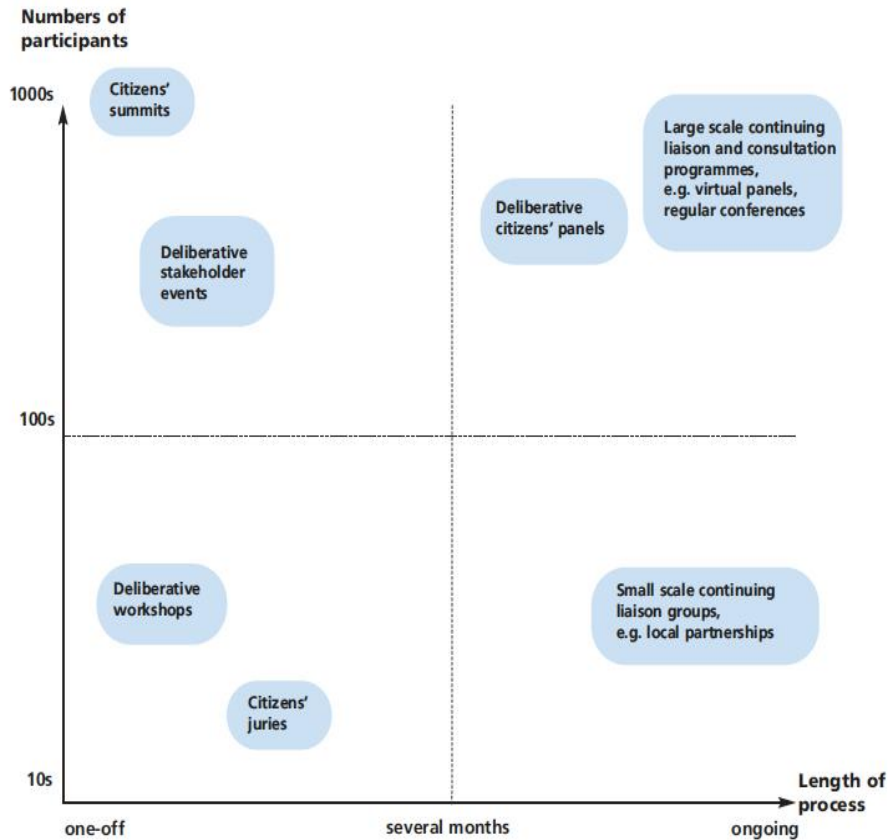 Numbers of
participants
1000s
Citizens’
summits
Large scale continuing
liaison and consultation
programmes,
e.g. virtual panels,
regular conferences
Deliberative
citizens’ panels
Deliberative
stakeholder
events
100s
Deliberative
workshops
Small scale continuing
liaison groups,
e.g. local partnerships
Citizens’
juries
10s
Length of
process
one-off
several months
ongoing